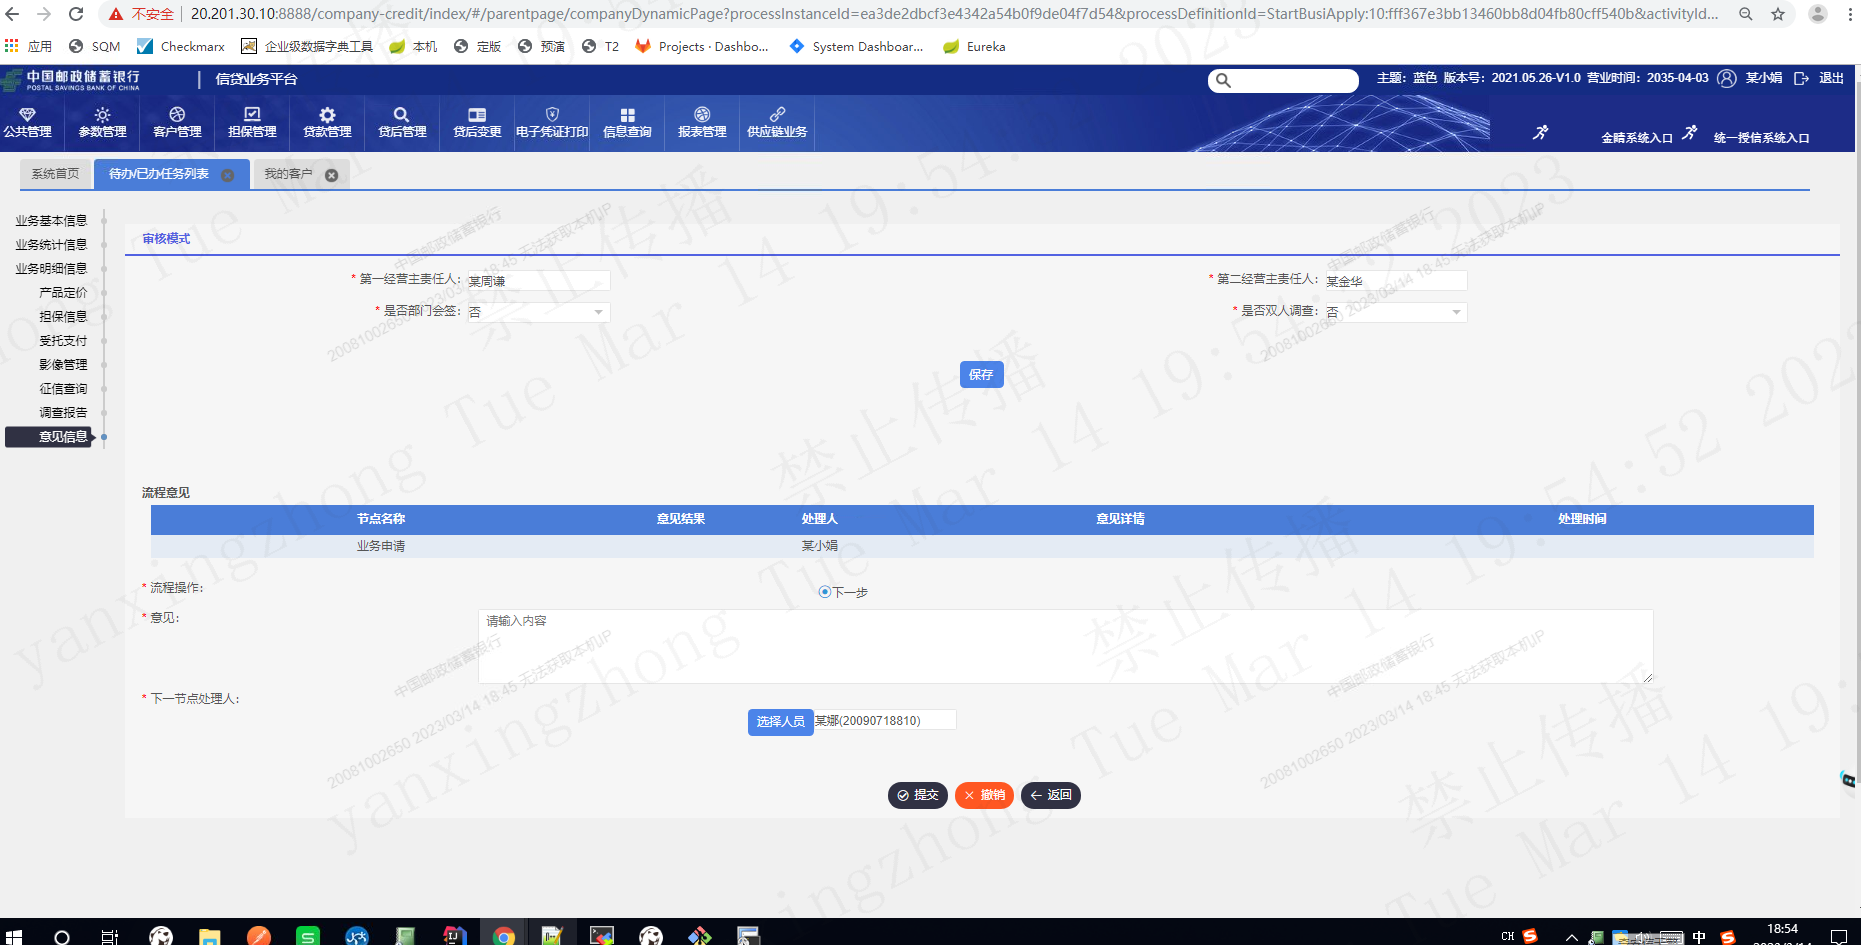 不安全 | 20.201.30.10:8888/company-credit/index/#/parentpage/companyDynamicPage?processInstanceId=ea3de2dbcf3e4342a54b0f9de04f7d54&processDefinitionId=StartBusiApply:10:fff367e3bb13460bb8d04fb80cff540b&activityId...
应用 SQM Checkmarx 企业级数据字典工具 本机 定版 预演 T2 Projects · Dashbo... System Dashboar... Eureka
中国邮政储蓄银行
POSTAL SAVINGS BANK OF CHINA
信贷业务平台
主题: 蓝色 版本号: 2021.05.26-V1.0 营业时间: 2035-04-03 某小娟 退出
公共管理 参数管理 客户管理 担保管理 贷款管理 贷后管理 贷后变更 电子凭证打印 信息查询 报表管理 供应链业务
金睛系统入口 统一授信系统入口
系统首页 待办/已办任务列表 我的客户
业务基本信息
业务统计信息
业务明细信息
产品定价
担保信息
受托支付
影像管理
征信查询
调查报告
意见信息
审核模式
* 第一经营主责任人: 某周谦 * 第二经营主责任人: 某金华
* 是否部门会签: 否 * 是否双人调查: 否
保存
流程意见
节点名称 意见结果 处理人 意见详情 处理时间
业务申请 某小娟
* 流程操作:
下一步
* 意见:
请输入内容
* 下一节点处理人:
选择人员 某娜(20090718810)
提交 撤销 返回
禁止传播
yanxingzhong Tue Mar 14 19:54:52 2023
中国邮政储蓄银行
20081002650 2023/03/14 18:45 无法获取本机IP
CH 中 18:54